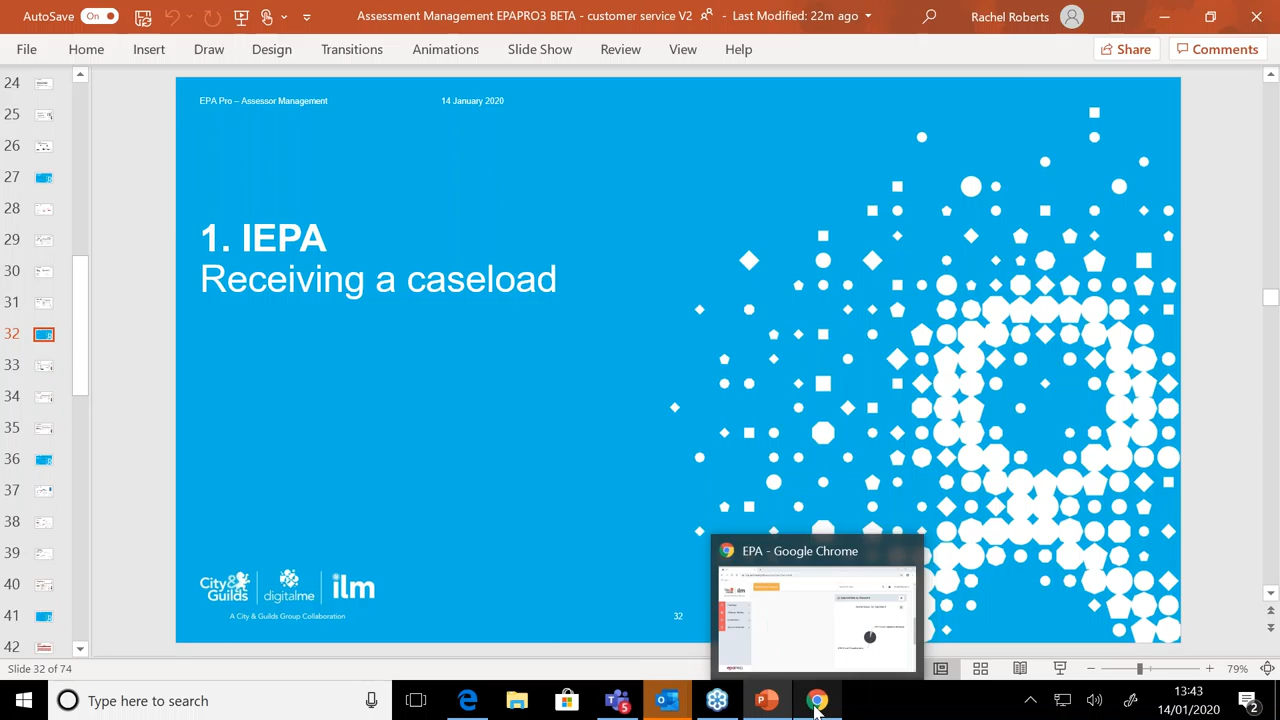 AutoSave On Assessment Management EPAPRO3 BETA - customer service V2 - Last Modified: 22m ago Rachel Roberts
File Home Insert Draw Design Transitions Animations Slide Show Review View Help Share Comments
24
25
26
27
28
29
30
31
32
33
34
35
36
37
38
39
40
41
EPA Pro – Assessor Management 14 January 2020
1. IEPA
Receiving a caseload
City& Guilds digitalme ilm
A City & Guilds Group Collaboration
32
EPA - Google Chrome
Slide 32 of 74 79%
Type here to search 5 13:43
14/01/2020 2